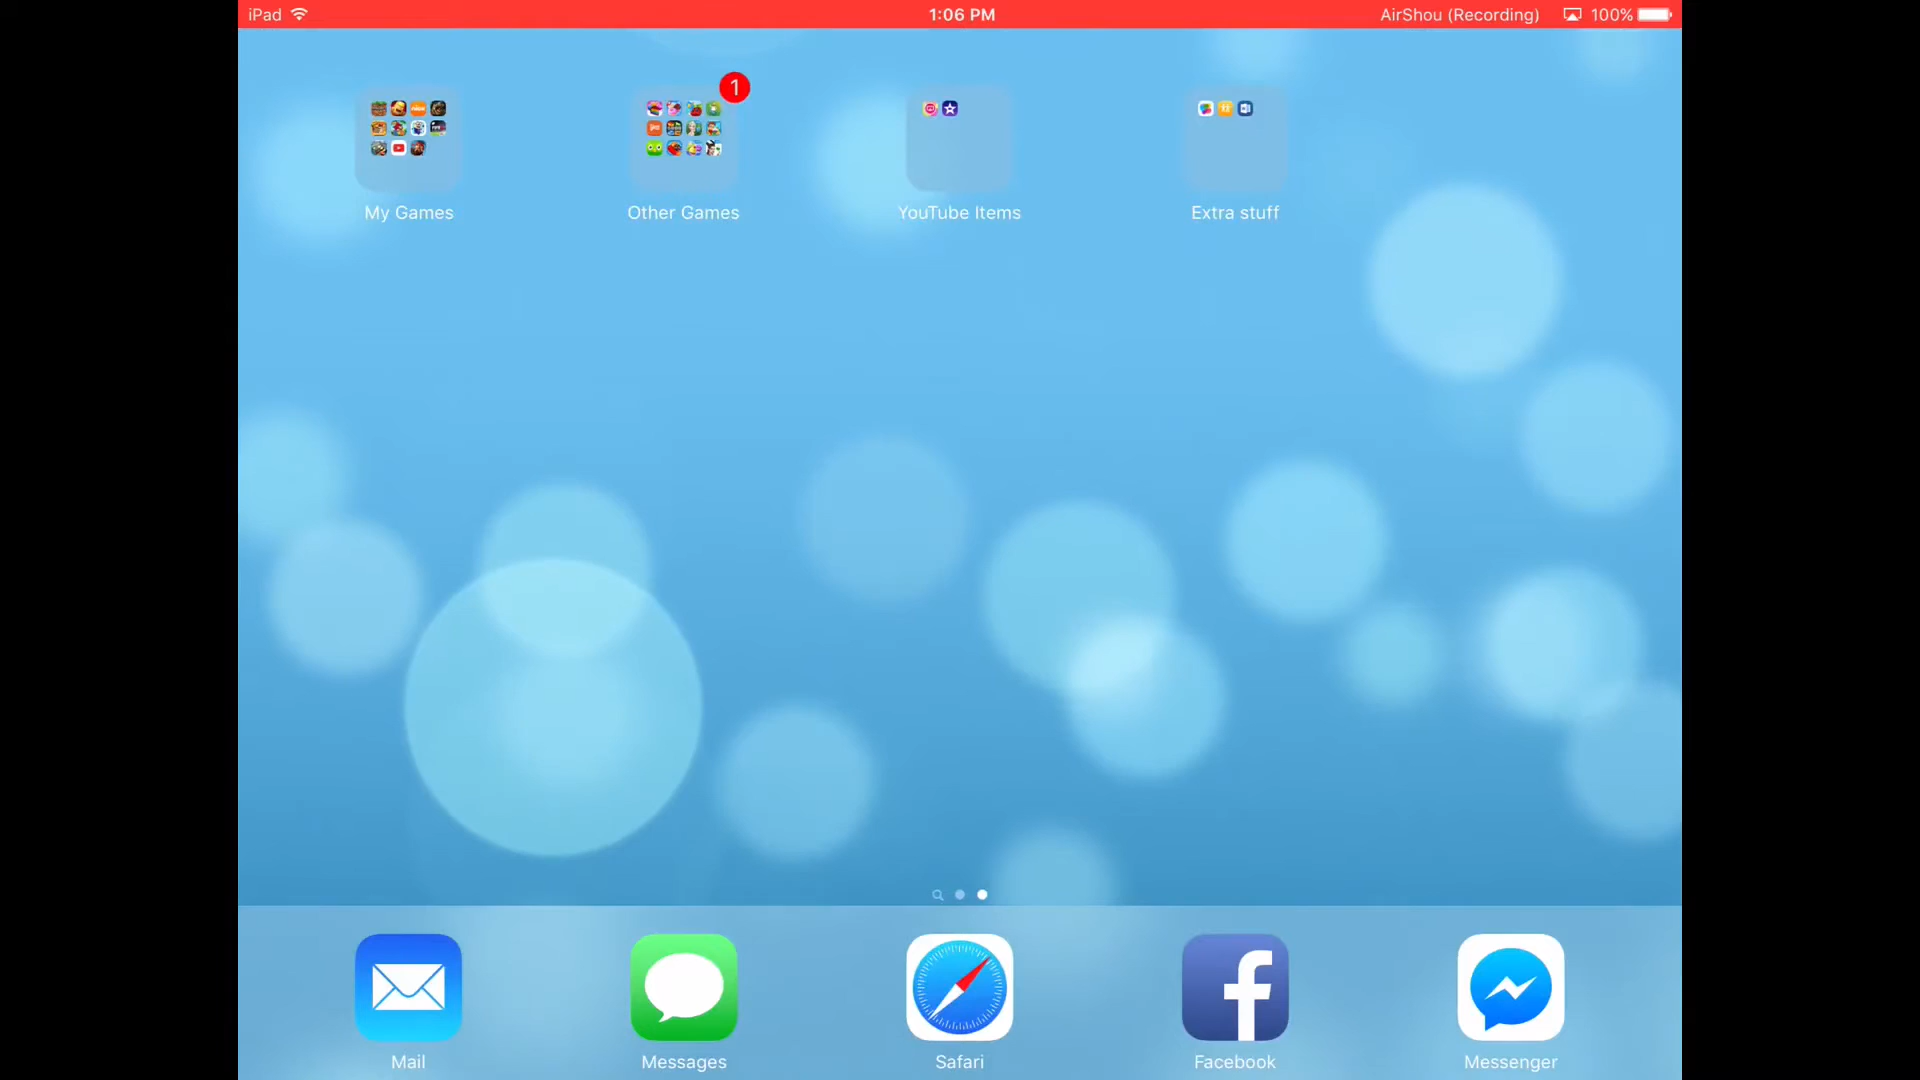 iPad 1:06 PM AirShou (Recording) 100%
1
My Games Other Games YouTube Items Extra stuff
Mail Messages Safari Facebook Messenger